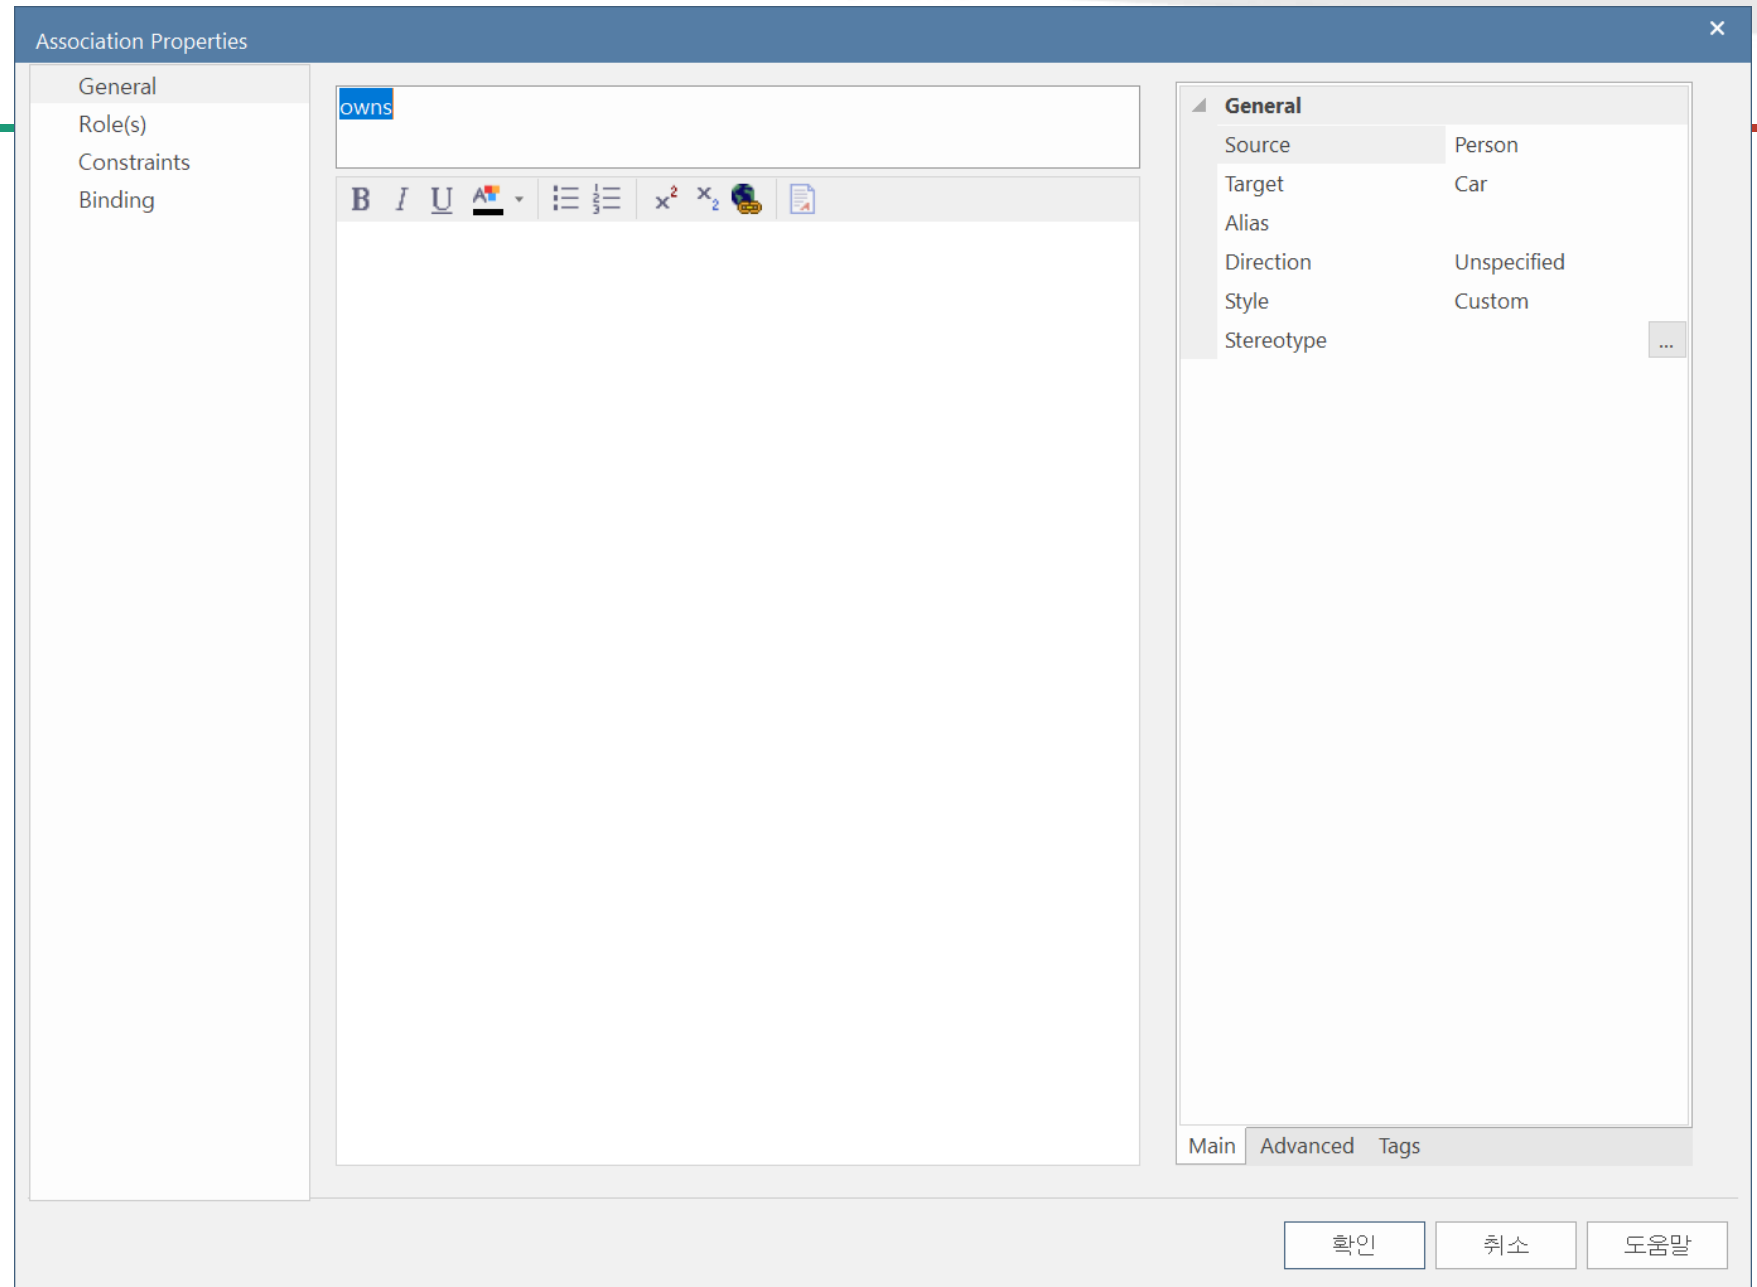 Association Properties
General
Role(s)
Constraints
Binding
owns
General
Source Person
Target Car
Alias
Direction Unspecified
Style Custom
Stereotype ...
Main Advanced Tags
확인 취소 도움말